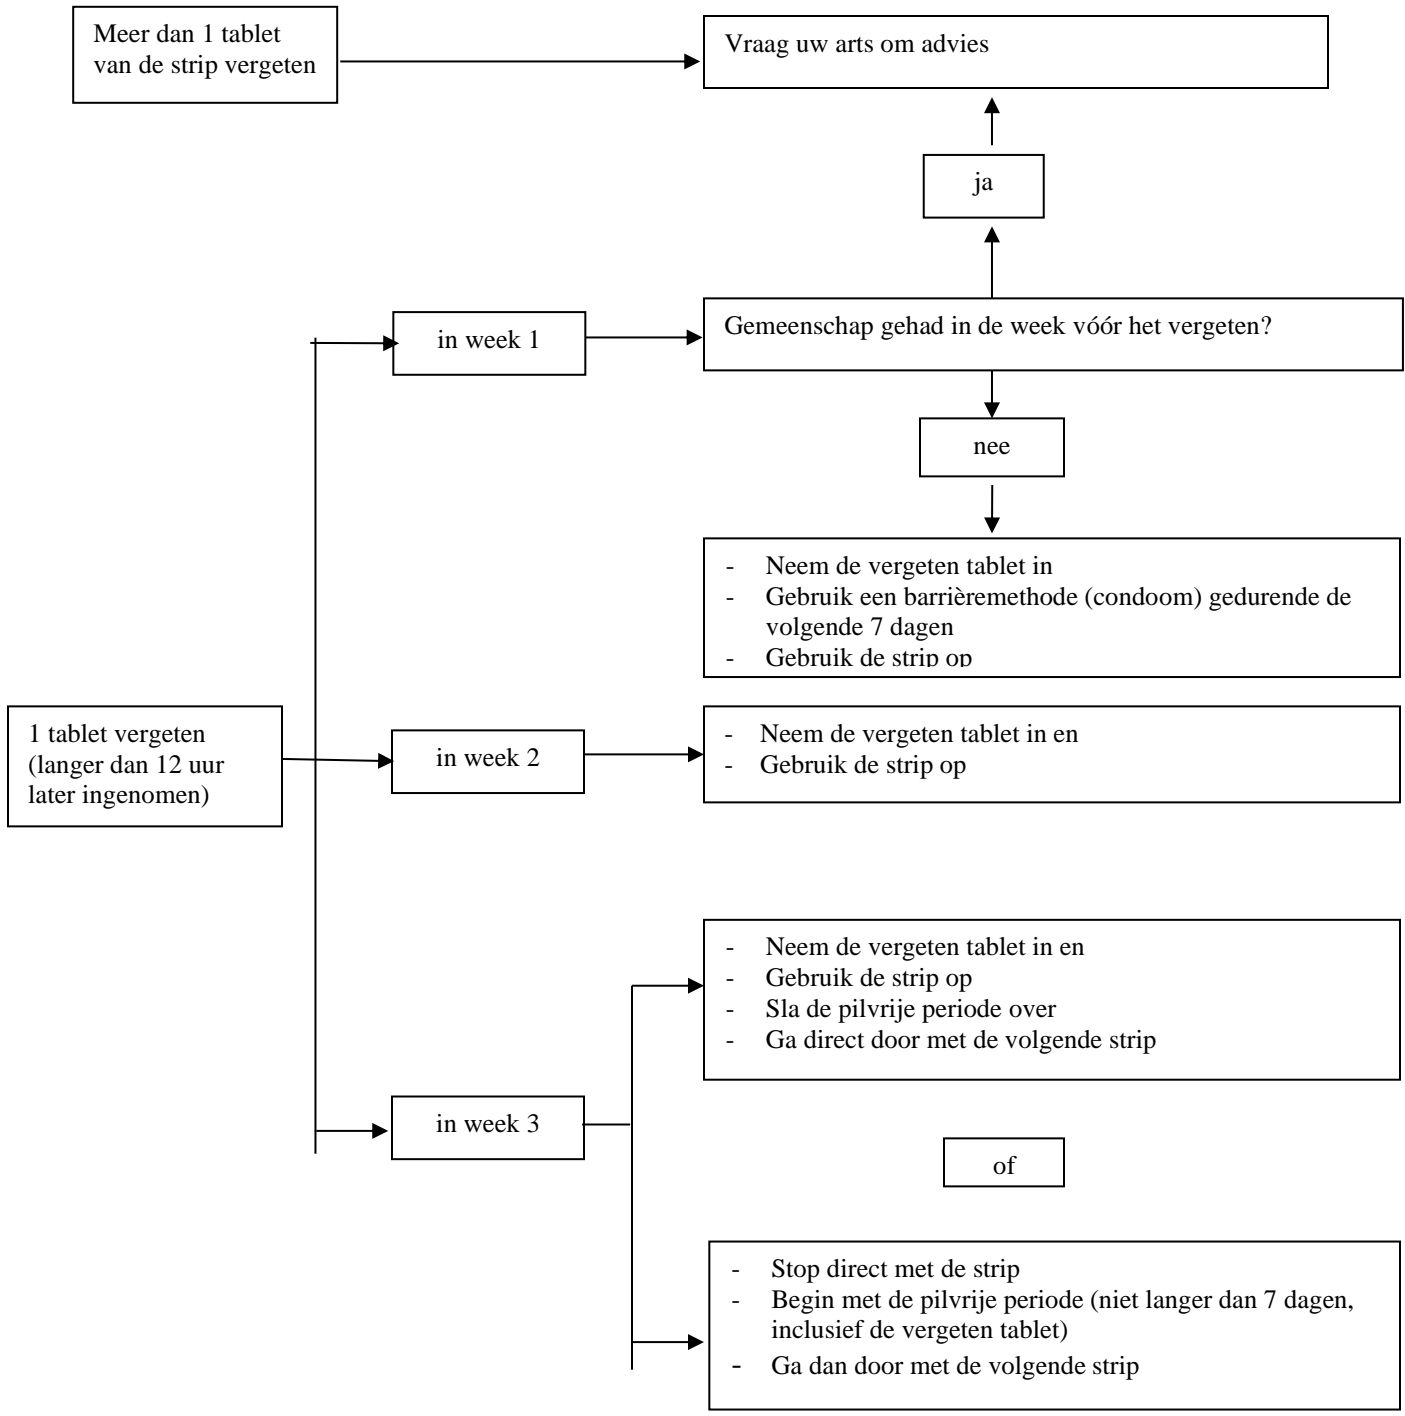 Meer dan 1 tablet
van de strip vergeten
Vraag uw arts om advies
ja
in week 1
Gemeenschap gehad in de week vóór het vergeten?
nee
- Neem de vergeten tablet in
- Gebruik een barrièremethode (condoom) gedurende de
volgende 7 dagen
- Gebruik de strip op
1 tablet vergeten
(langer dan 12 uur
later ingenomen)
in week 2
- Neem de vergeten tablet in en
- Gebruik de strip op
- Neem de vergeten tablet in en
- Gebruik de strip op
- Sla de pilvrije periode over
- Ga direct door met de volgende strip
in week 3
of
- Stop direct met de strip
- Begin met de pilvrije periode (niet langer dan 7 dagen,
inclusief de vergeten tablet)
- Ga dan door met de volgende strip